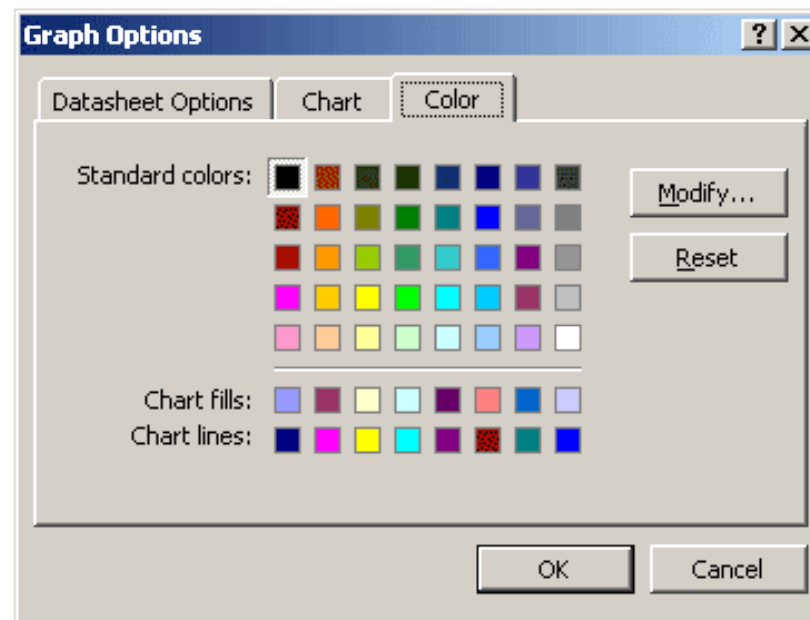 Graph Options
Datasheet Options Chart Color
Standard colors:
Modify...
Reset
Chart fills:
Chart lines:
OK Cancel